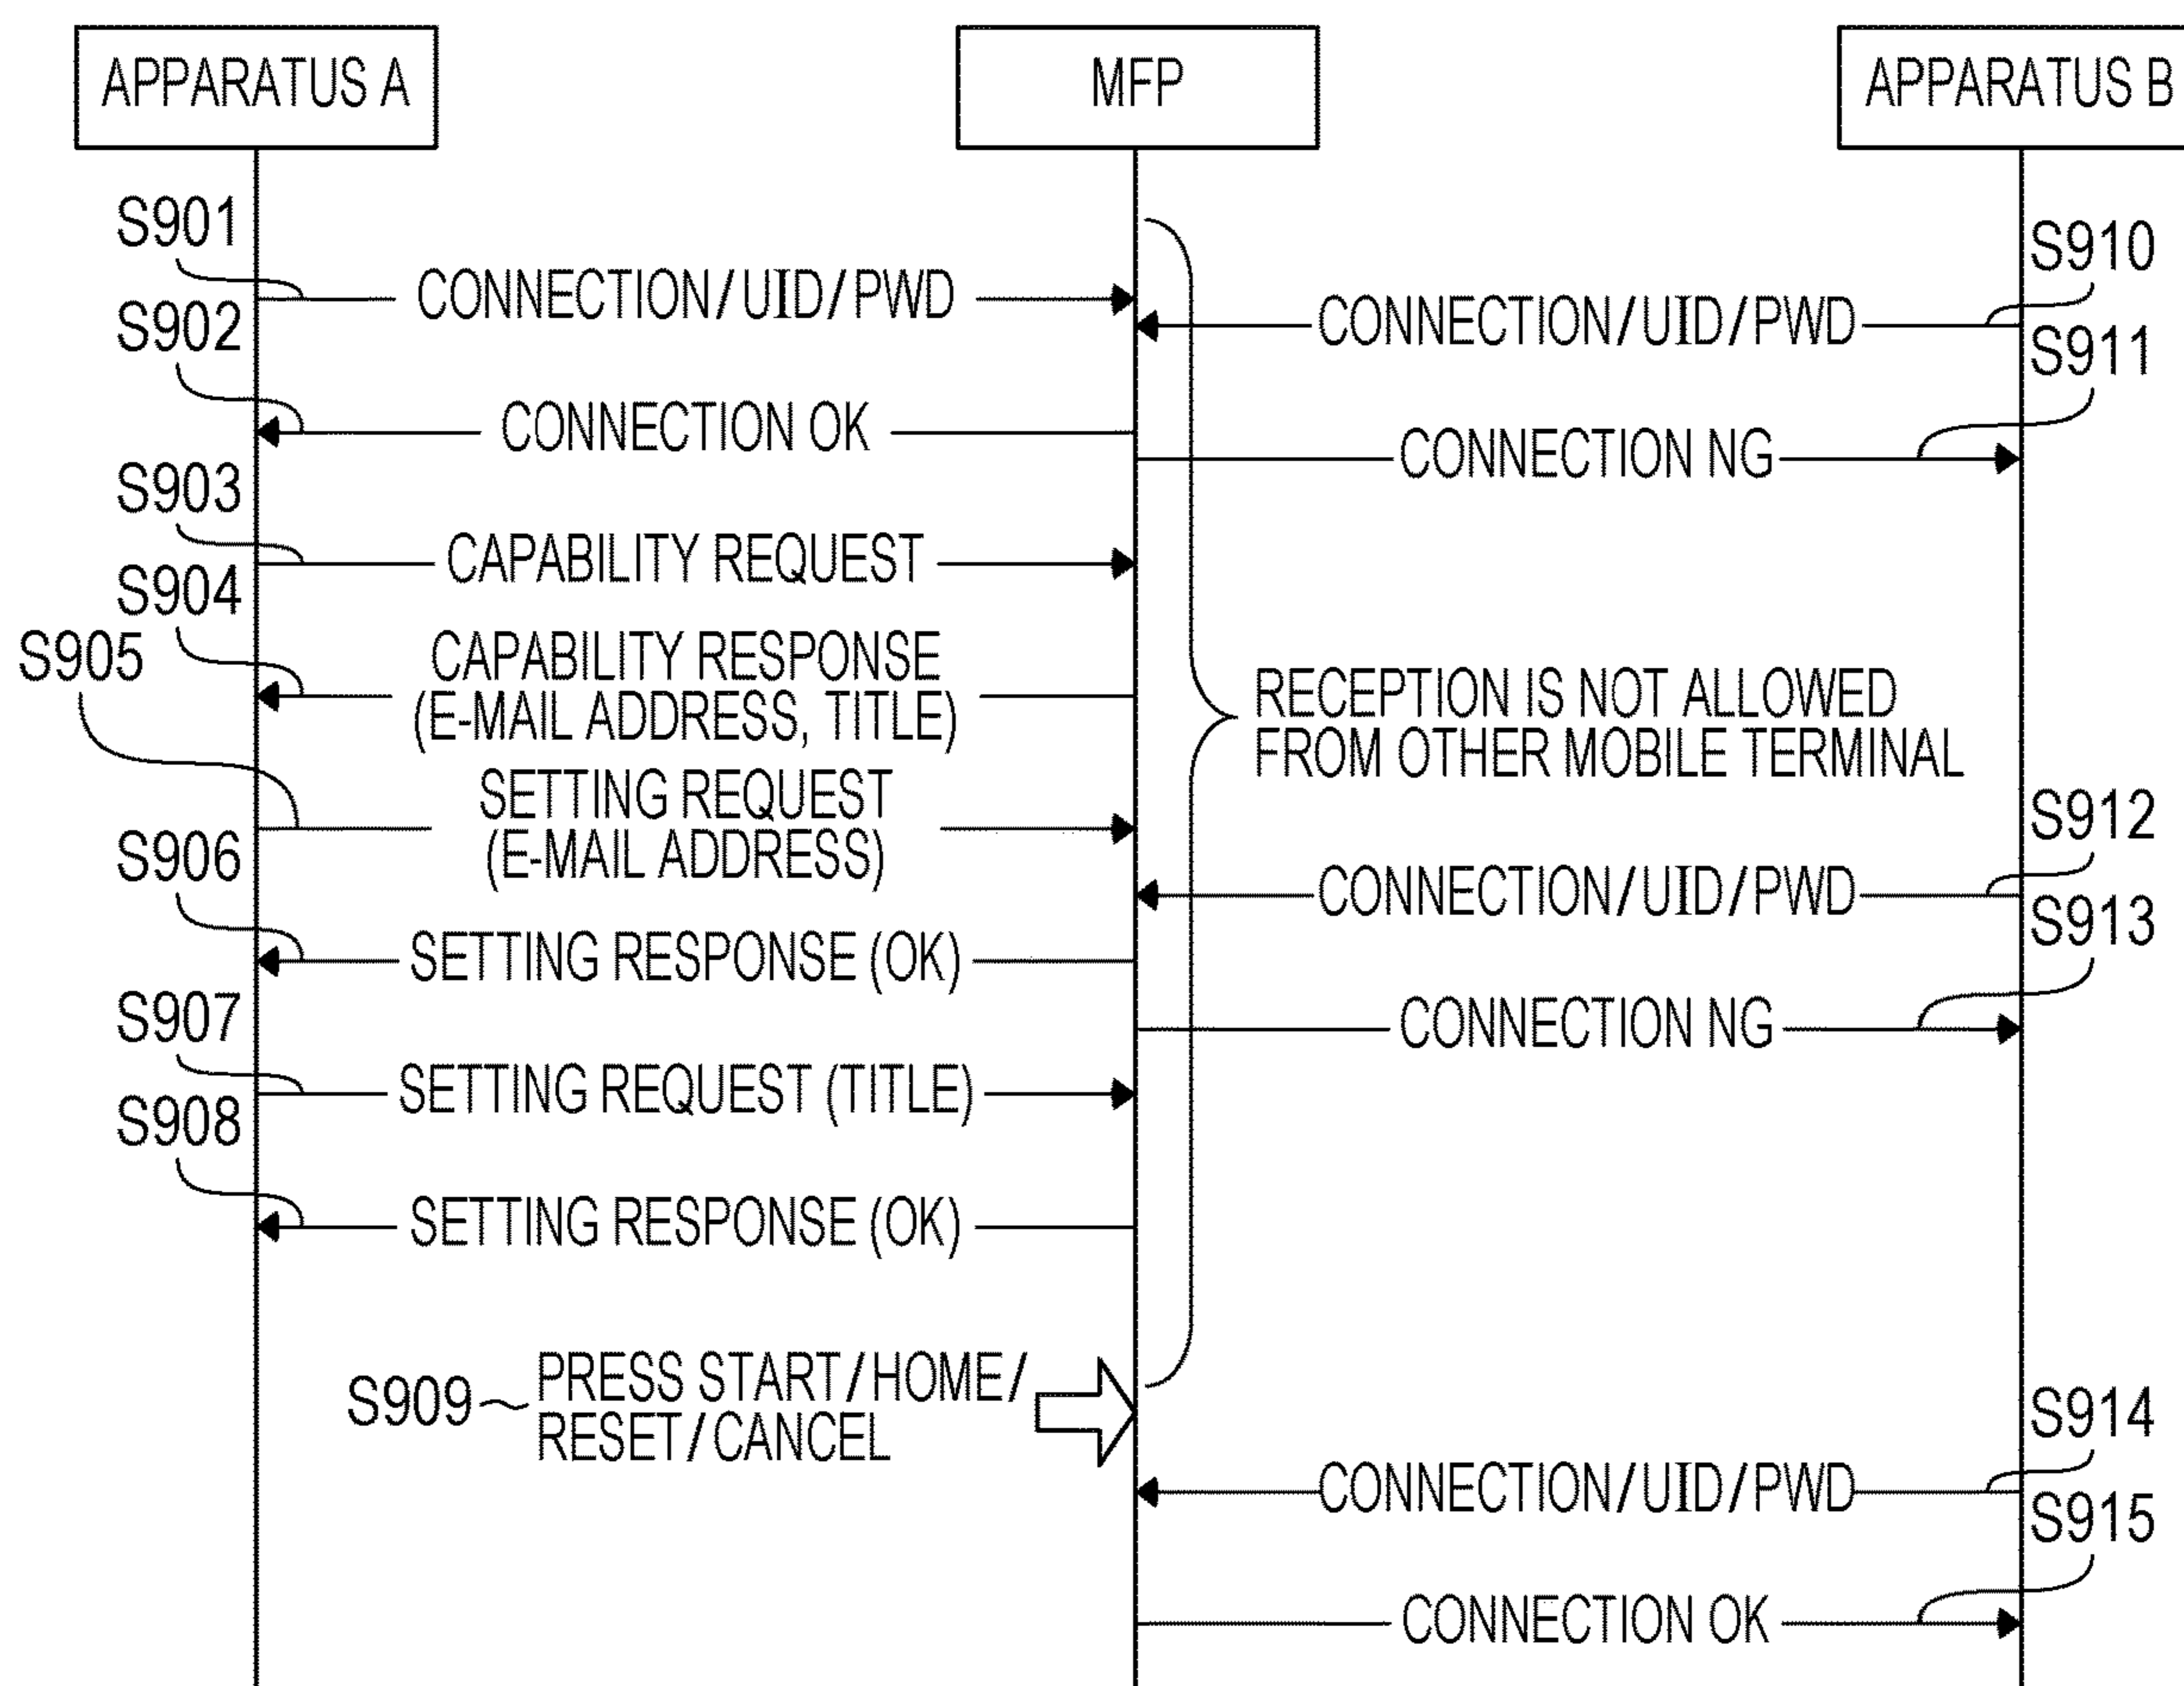 APPARATUS A
MFP
APPARATUS B
S901
S910
CONNECTION/UID/PWD
CONNECTION/UID/PWD
S902
S911
CONNECTION OK
CONNECTION NG
S903
CAPABILITY REQUEST
S904
CAPABILITY RESPONSE
(E-MAIL ADDRESS, TITLE)
S905
RECEPTION IS NOT ALLOWED
FROM OTHER MOBILE TERMINAL
SETTING REQUEST
(E-MAIL ADDRESS)
S912
CONNECTION/UID/PWD
S906
S913
SETTING RESPONSE (OK)
CONNECTION NG
S907
SETTING REQUEST (TITLE)
S908
SETTING RESPONSE (OK)
S909
PRESS START/HOME/
RESET/CANCEL
S914
CONNECTION/UID/PWD
S915
CONNECTION OK